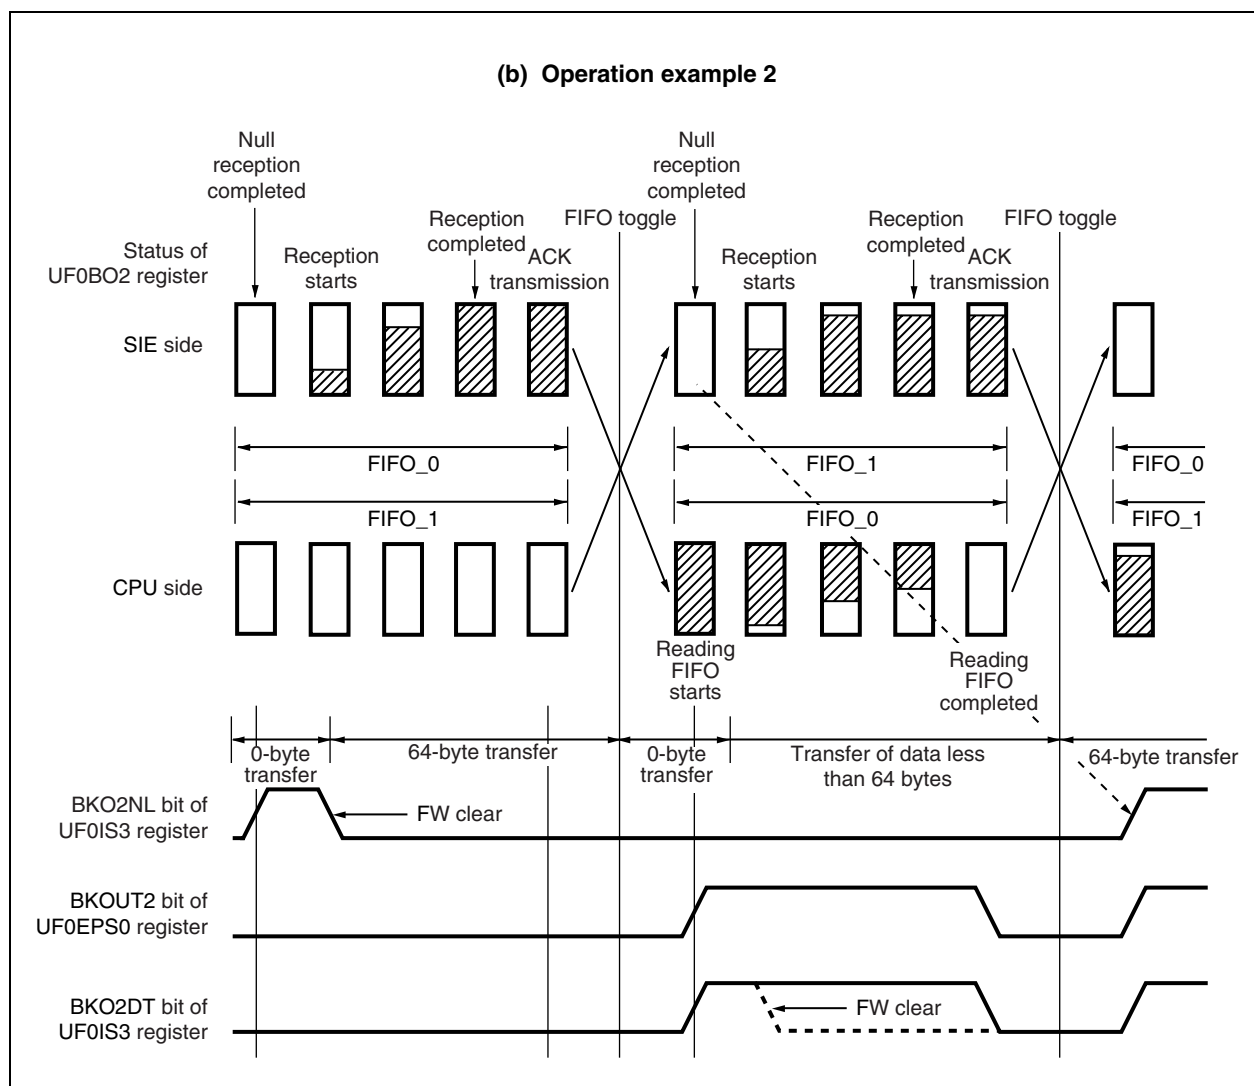 (b) Operation example 2
Null
reception
completed
Null
reception
completed
Status of
UF0BO2 register
Reception
starts
Reception
completed
ACK
transmission
FIFO toggle
Reception
starts
Reception
completed
ACK
transmission
FIFO toggle
SIE side
FIFO_0
FIFO_1
FIFO_0
FIFO_1
FIFO_0
FIFO_1
CPU side
Reading
FIFO
starts
Reading
FIFO
completed
0-byte
transfer
64-byte transfer
0-byte
transfer
Transfer of data less
than 64 bytes
64-byte transfer
BKO2NL bit of
UF0IS3 register
FW clear
BKOUT2 bit of
UF0EPS0 register
BKO2DT bit of
UF0IS3 register
FW clear